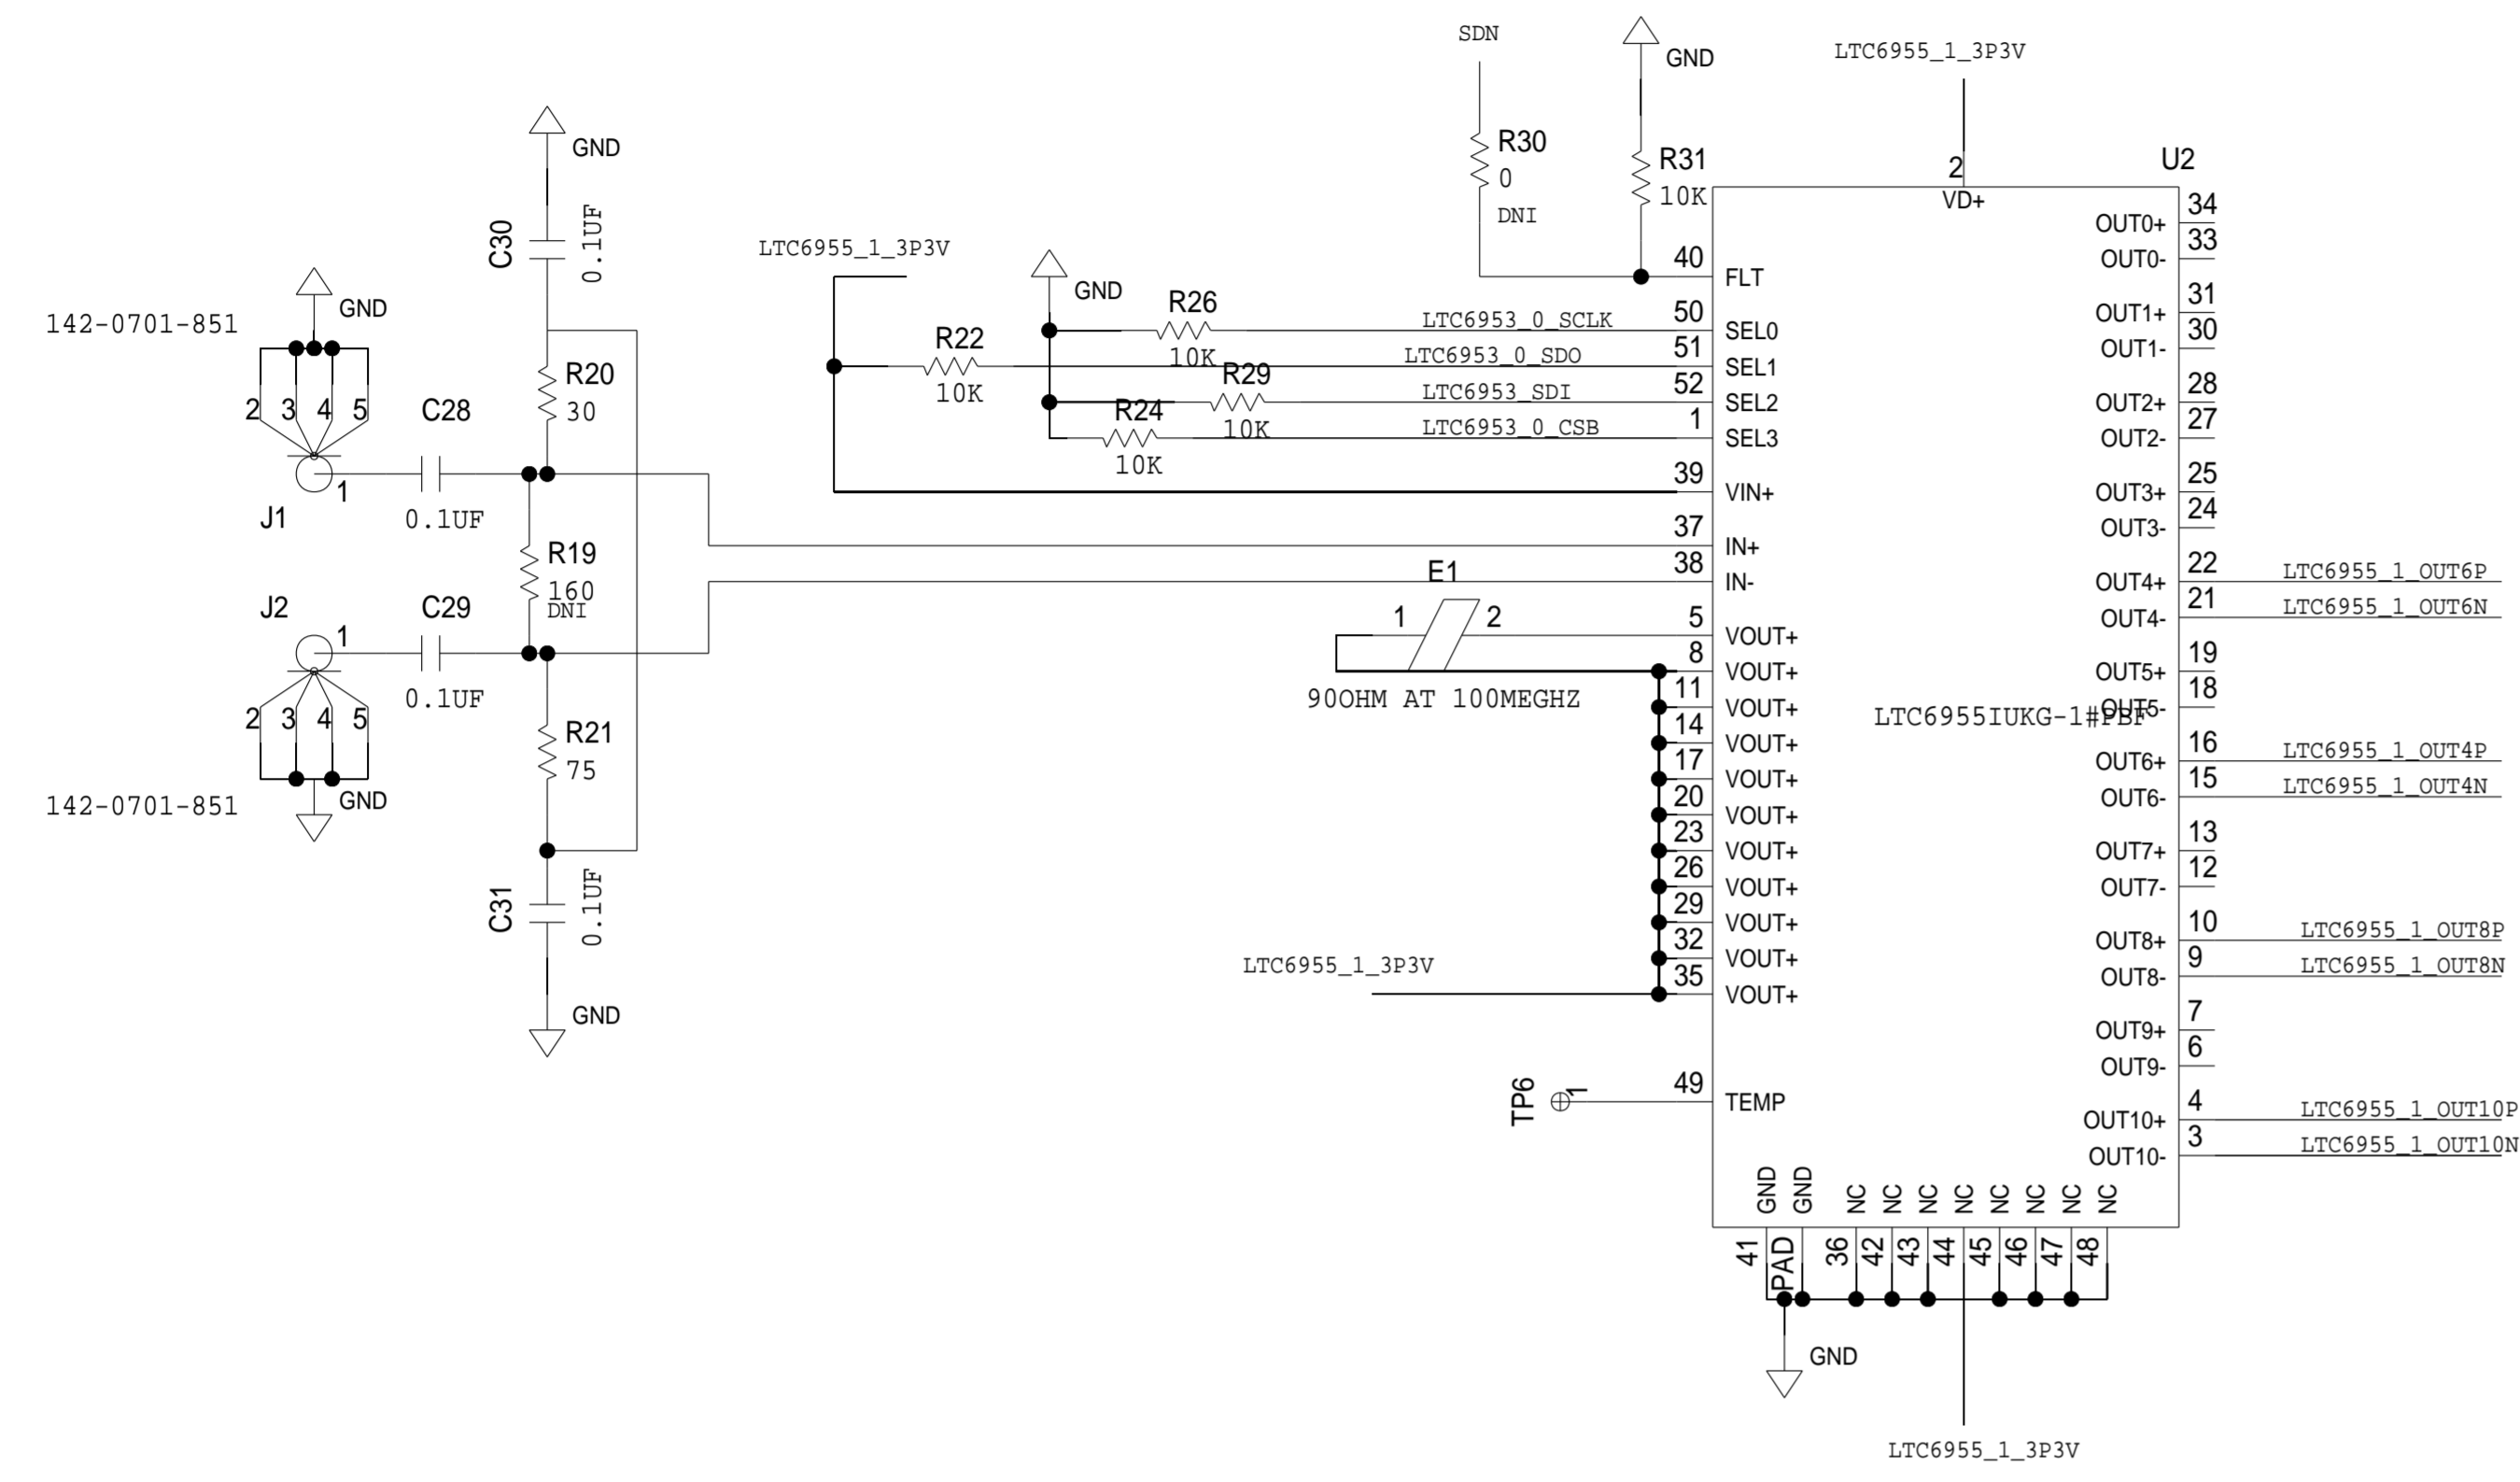 SDN
GND
LTC6955_1_3P3V
R30
0
DNI
R31
10K
2
U2
VD+
GND
C30
0.1UF
LTC6955_1_3P3V
GND
142-0701-851
GND
2
3
4
5
C28
0.1UF
1
J1
R20
30
R19
160
DNI
J2
1
C29
0.1UF
2
3
4
5
GND
142-0701-851
R21
75
C31
0.1UF
GND
R22
10K
R26
10K
R29
10K
R24
10K
LTC6953_0_SCLK
LTC6953_0_SDO
LTC6953_SDI
LTC6953_0_CSB
40 FLT
50 SEL0
51 SEL1
52 SEL2
1 SEL3
39 VIN+
37 IN+
38 IN-
E1
1
2
90OHM AT 100MEGHZ
5 VOUT+
8 VOUT+
11 VOUT+
14 VOUT+
17 VOUT+
20 VOUT+
23 VOUT+
26 VOUT+
29 VOUT+
32 VOUT+
35 VOUT+
LTC6955_1_3P3V
TP6
1
49 TEMP
LTC6955IUKG-1#PBF
OUT0+ 34
OUT0- 33
OUT1+ 31
OUT1- 30
OUT2+ 28
OUT2- 27
OUT3+ 25
OUT3- 24
OUT4+ 22 LTC6955_1_OUT6P
OUT4- 21 LTC6955_1_OUT6N
OUT5+ 19
OUT5- 18
OUT6+ 16 LTC6955_1_OUT4P
OUT6- 15 LTC6955_1_OUT4N
OUT7+ 13
OUT7- 12
OUT8+ 10 LTC6955_1_OUT8P
OUT8- 9 LTC6955_1_OUT8N
OUT9+ 7
OUT9- 6
OUT10+ 4 LTC6955_1_OUT10P
OUT10- 3 LTC6955_1_OUT10N
GND
GND
NC
NC
NC
NC
NC
NC
NC
NC
41
PAD
36
42
43
44
45
46
47
48
GND
LTC6955_1_3P3V